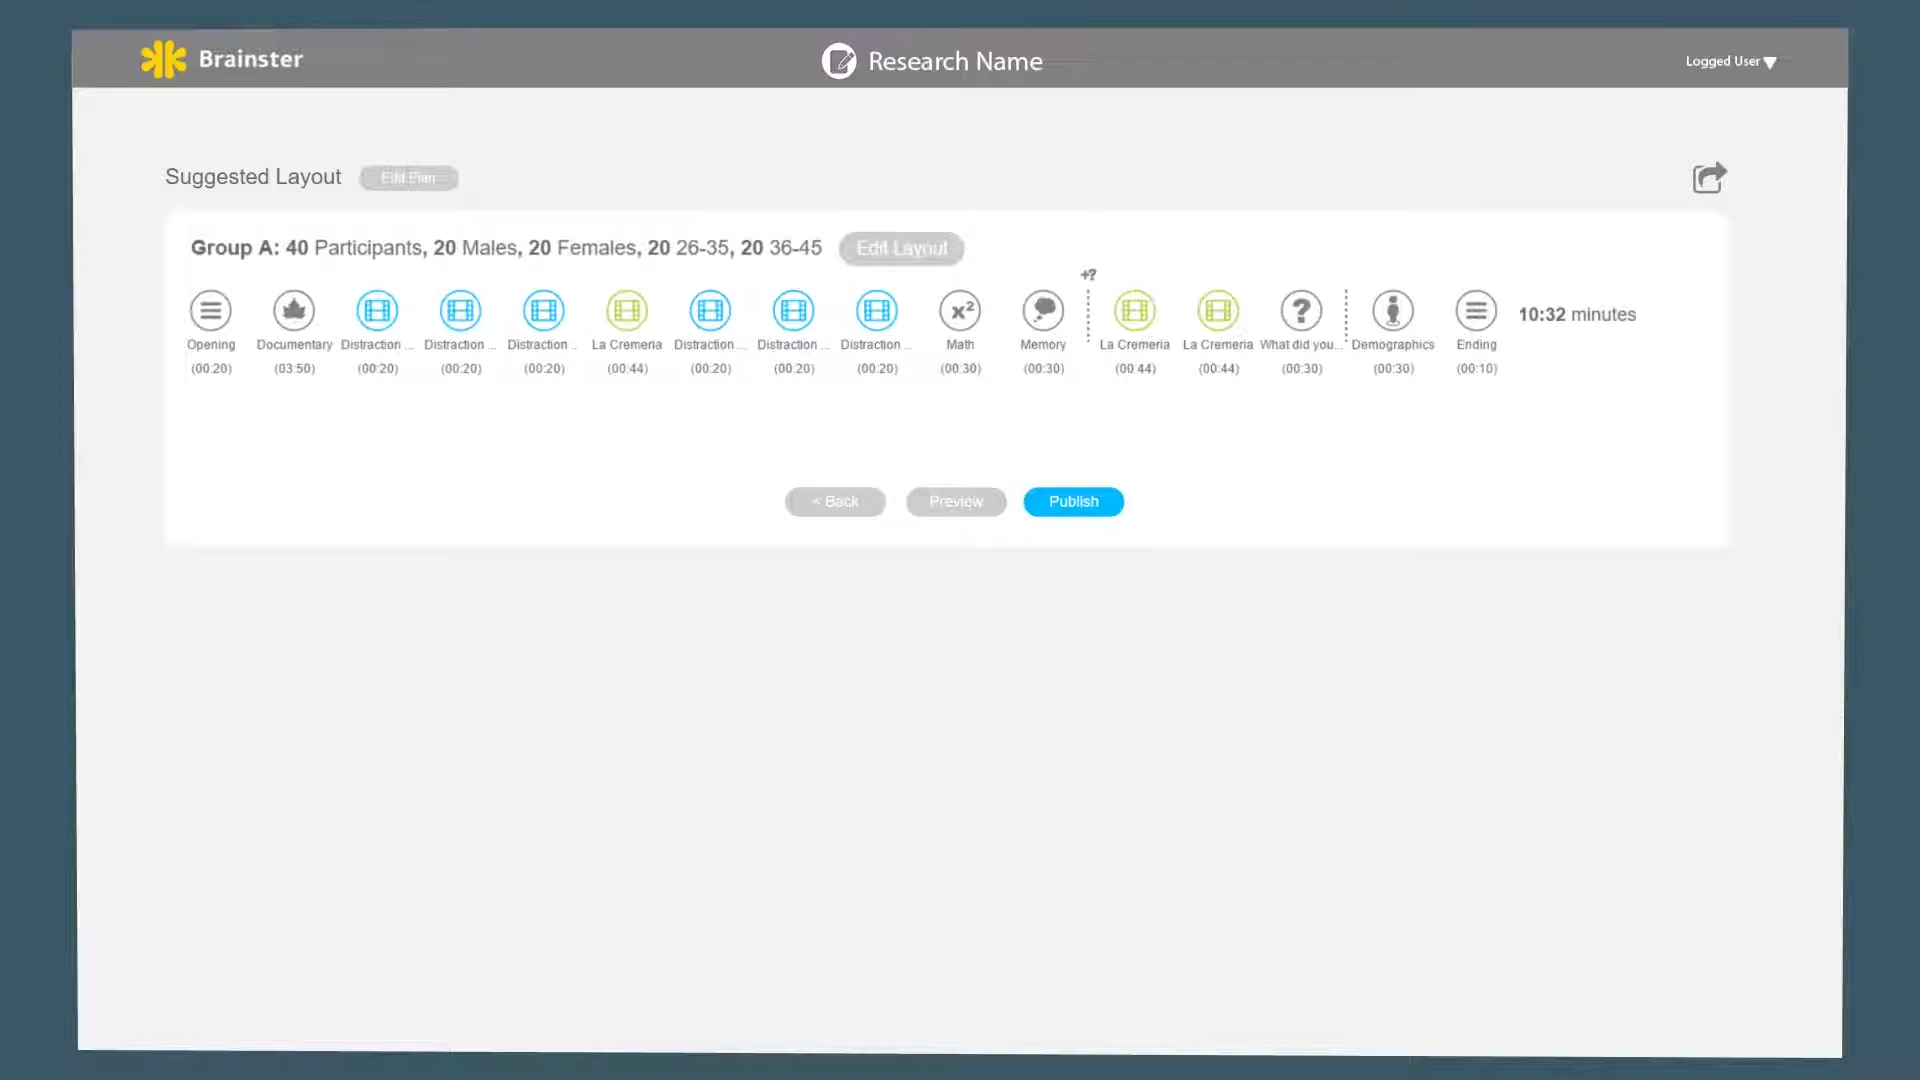 Brainster
Research Name
Logged User
Suggested Layout
Edit Plan
Group A: 40 Participants, 20 Males, 20 Females, 20 26-35, 20 36-45
Edit Layout
+?
x²
?
Opening Documentary Distraction ... Distraction ... Distraction .. La Cremeria Distraction ... Distraction ... Distraction ... Math Memory La Cremeria La Cremeria What did you... Demographics Ending
10:32 minutes
(00:20) (03:50) (00:20) (00:20) (00:20) (00:44) (00:20) (00:20) (00:20) (00:30) (00:30) (00:44) (00:44) (00:30) (00:30) (00:10)
< Back Preview Publish